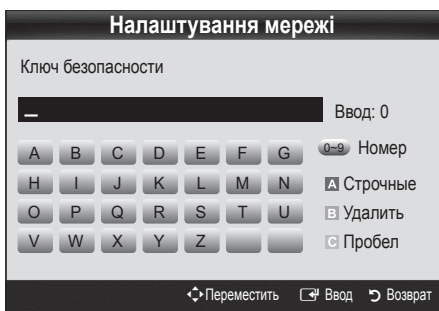 Налаштування мережі
Ключ безопасности
_ Ввод: 0
A B C D E F G 0~9 Номер
H I J K L M N A Строчные
O P Q R S T U B Удалить
V W X Y Z C Пробел
Переместить Ввод Возврат